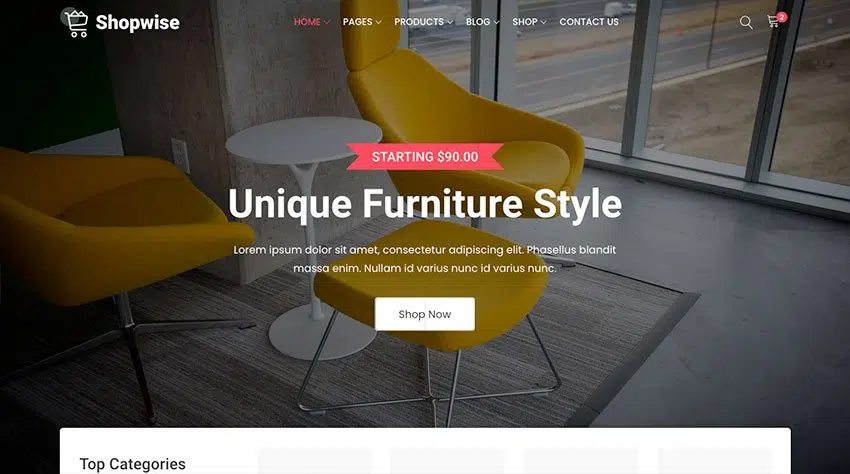 Shopwise
HOME PAGES PRODUCTS BLOG SHOP CONTACT US
2
STARTING $90.00
Unique Furniture Style
Lorem ipsum dolor sit amet, consectetur adipiscing elit. Phasellus blandit
massa enim. Nullam id varius nunc id varius nunc.
Shop Now
Top Categories